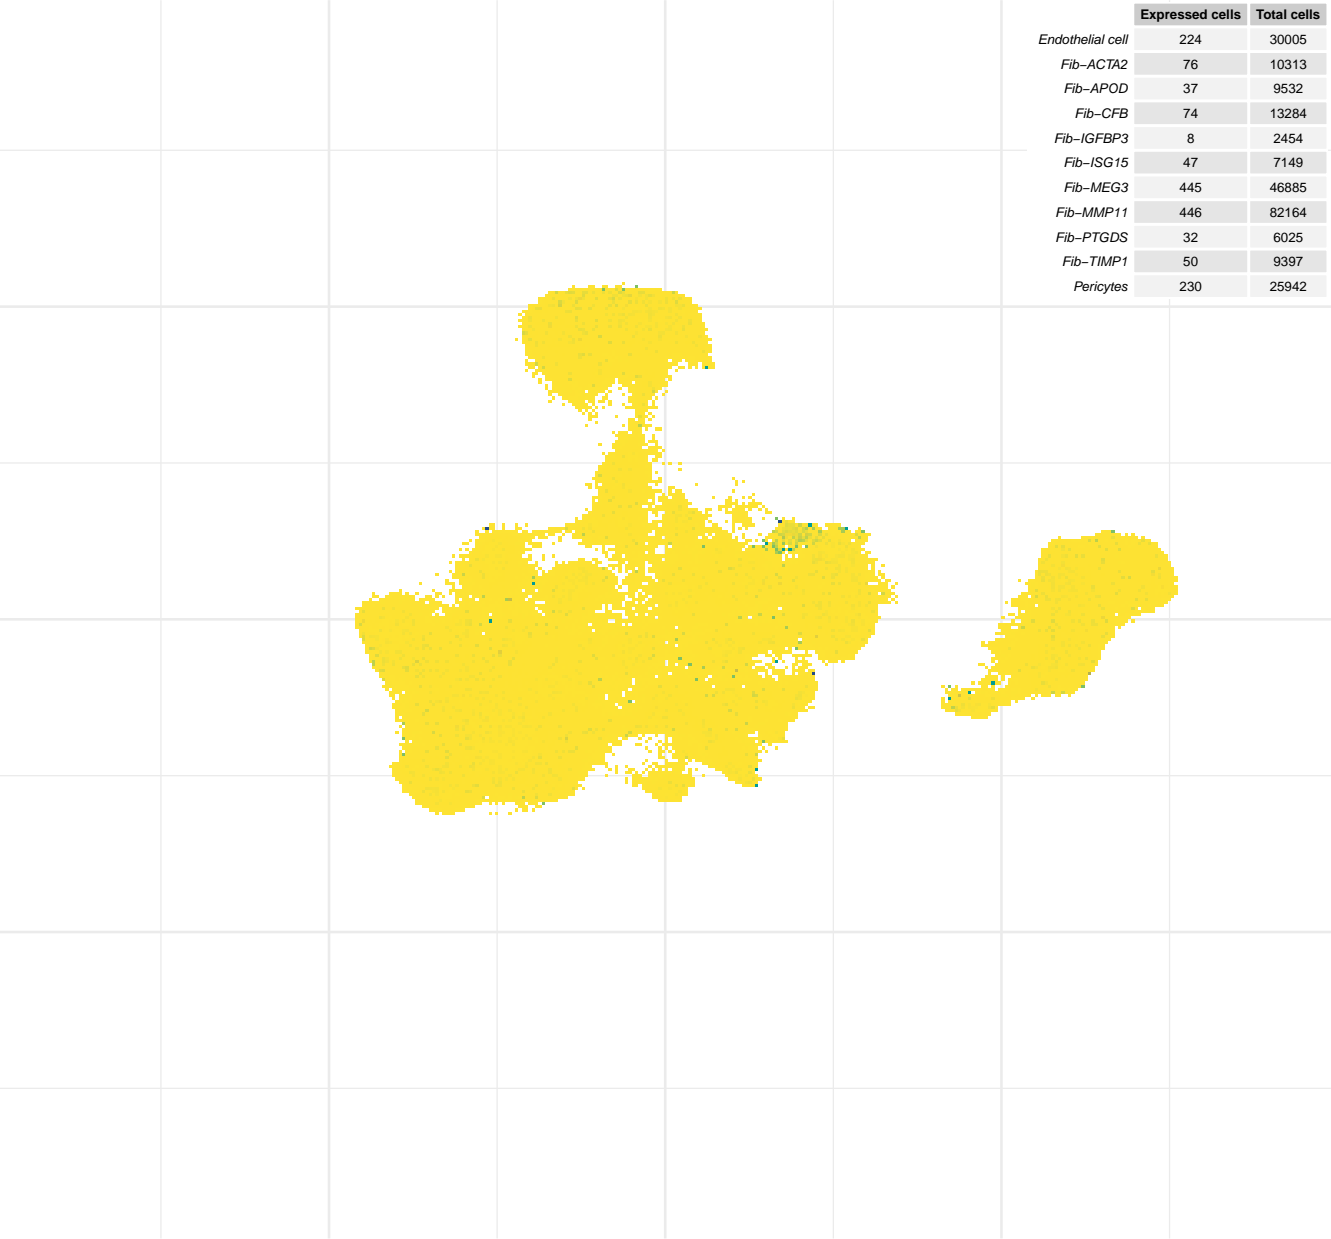 Expressed cells Total cells
Endothelial cell 224 30005
Fib−ACTA2 76 10313
Fib−APOD 37 9532
Fib−CFB 74 13284
Fib−IGFBP3 8 2454
Fib−ISG15 47 7149
Fib−MEG3 445 46885
Fib−MMP11 446 82164
Fib−PTGDS 32 6025
Fib−TIMP1 50 9397
Pericytes 230 25942